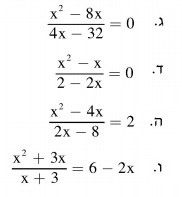 ג. (x² − 8x)/(4x − 32) = 0
ד. (x² − x)/(2 − 2x) = 0
ה. (x² − 4x)/(2x − 8) = 2
ו. (x² + 3x)/(x + 3) = 6 − 2x